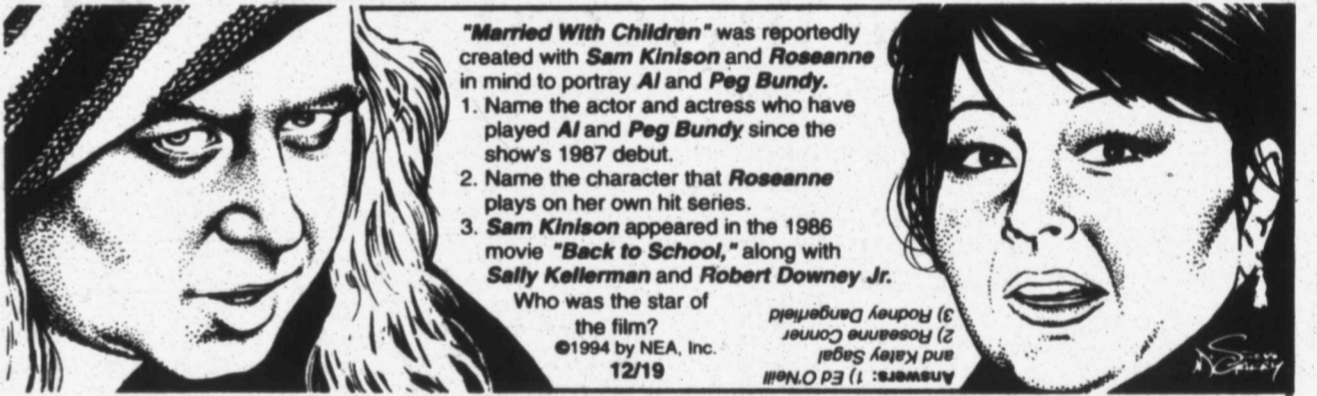 "Married With Children" was reportedly
created with Sam Kinison and Roseanne
in mind to portray Al and Peg Bundy.
1. Name the actor and actress who have
played Al and Peg Bundy since the
show's 1987 debut.
2. Name the character that Roseanne
plays on her own hit series.
3. Sam Kinison appeared in the 1986
movie "Back to School," along with
Sally Kellerman and Robert Downey Jr.
Who was the star of
the film?
©1994 by NEA, Inc.
12/19
Answers: 1) Ed O'Neill
and Katey Sagal
2) Roseanne Conner
3) Rodney Dangerfield